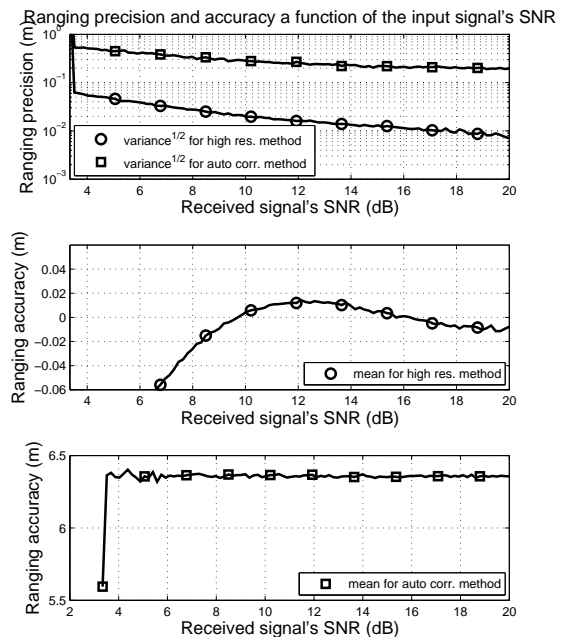 Ranging precision and accuracy a function of the input signal's SNR
Ranging precision (m)
10^0
10^−1
10^−2
10^−3
variance^1/2 for high res. method
variance^1/2 for auto corr. method
4 6 8 10 12 14 16 18 20
Received signal's SNR (dB)
Ranging accuracy (m)
0.04
0.02
0
−0.02
−0.04
−0.06
mean for high res. method
4 6 8 10 12 14 16 18 20
Received signal's SNR (dB)
Ranging accuracy (m)
6.5
6
5.5
mean for auto corr. method
2 4 6 8 10 12 14 16 18 20
Received signal's SNR (dB)